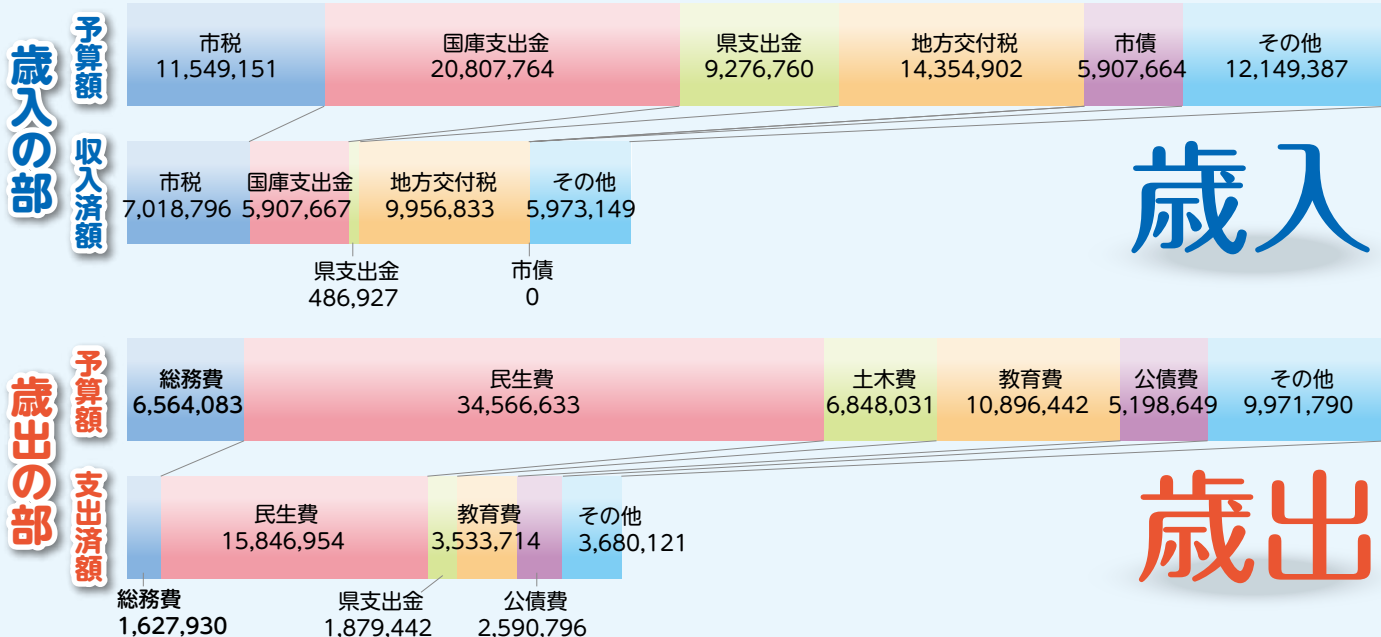 歳入の部
予算額
市税
11,549,151
国庫支出金
20,807,764
県支出金
9,276,760
地方交付税
14,354,902
市債
5,907,664
その他
12,149,387
収入済額
市税
7,018,796
国庫支出金
5,907,667
地方交付税
9,956,833
その他
5,973,149
県支出金
486,927
市債
0
歳入
歳出の部
予算額
総務費
6,564,083
民生費
34,566,633
土木費
6,848,031
教育費
10,896,442
公債費
5,198,649
その他
9,971,790
支出済額
民生費
15,846,954
教育費
3,533,714
その他
3,680,121
総務費
1,627,930
県支出金
1,879,442
公債費
2,590,796
歳出